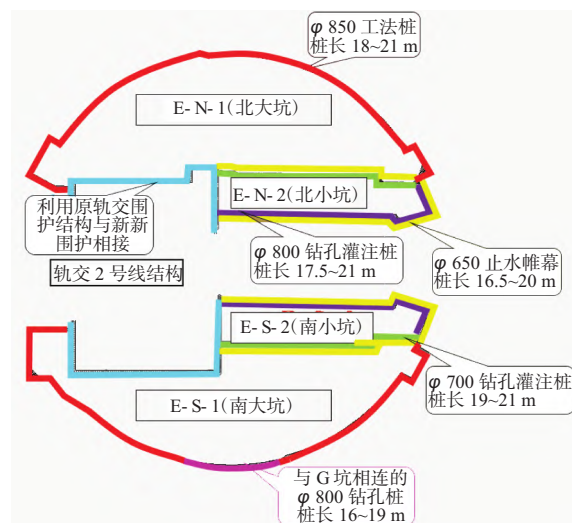 φ 850 工法桩
桩长 18~21 m
E-N-1(北大坑)
E-N-2(北小坑)
利用原轨交围
护结构与新新
围护相接
φ 800 钻孔灌注桩
桩长 17.5~21 m
φ 650 止水帷幕
桩长 16.5~20 m
轨交 2 号线结构
E-S-2(南小坑)
φ 700 钻孔灌注桩
桩长 19~21 m
E-S-1(南大坑)
与 G 坑相连的
φ 800 钻孔桩
桩长 16~19 m